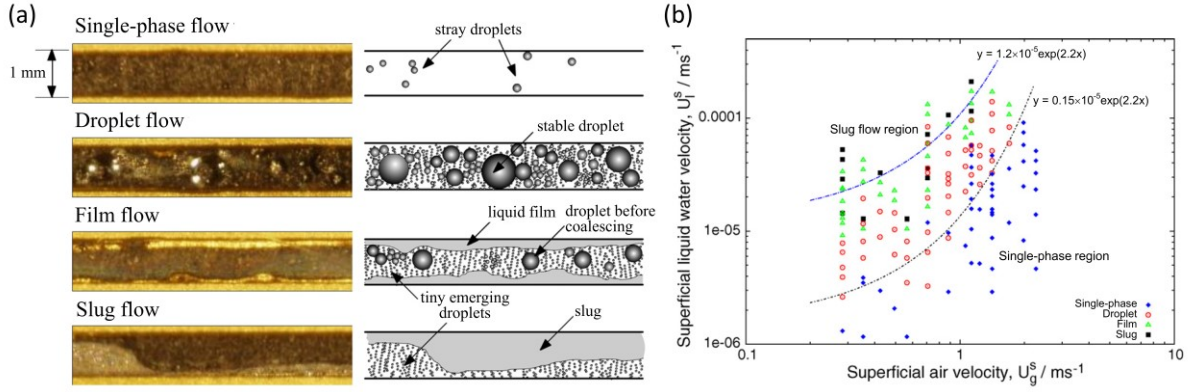 (a)
Single-phase flow
1 mm
stray droplets
Droplet flow
stable droplet
Film flow
liquid film
droplet before
coalescing
tiny emerging
droplets
Slug flow
slug
(b)
Superficial liquid water velocity, U_l^s / ms^-1
0.0001
1e-05
1e-06
y = 1.2×10^-5exp(2.2x)
y = 0.15×10^-5exp(2.2x)
Slug flow region
Single-phase region
Single-phase
Droplet
Film
Slug
0.1
1
10
Superficial air velocity, U_g^s / ms^-1